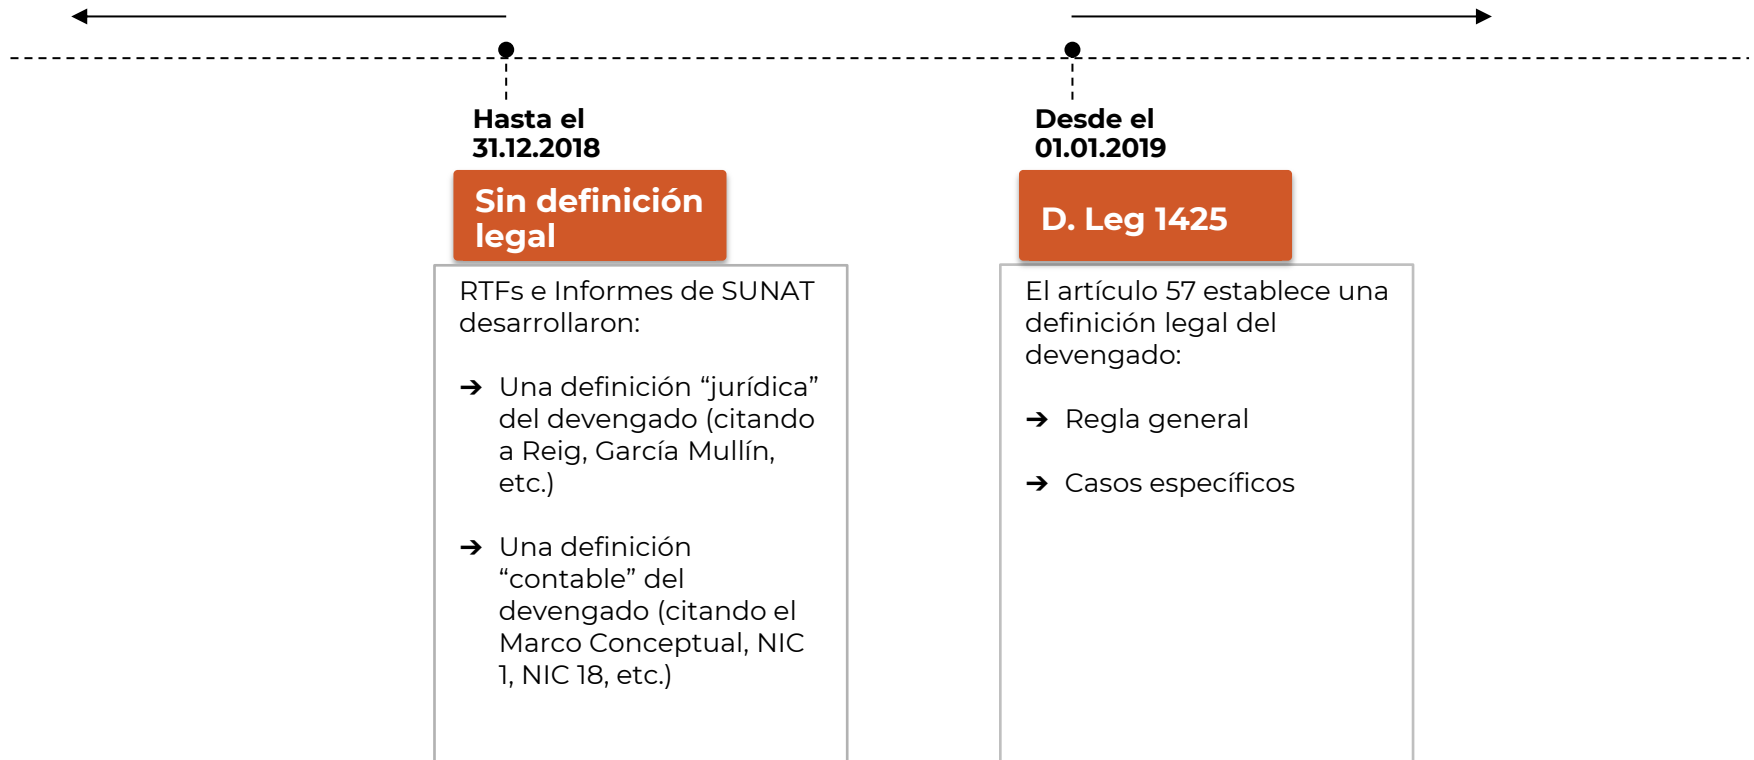 Hasta el
31.12.2018
Sin definición
legal
RTFs e Informes de SUNAT
desarrollaron:
➔ Una definición “jurídica”
del devengado (citando
a Reig, García Mullín,
etc.)
➔ Una definición
“contable” del
devengado (citando el
Marco Conceptual, NIC
1, NIC 18, etc.)
Desde el
01.01.2019
D. Leg 1425
El artículo 57 establece una
definición legal del
devengado:
➔ Regla general
➔ Casos específicos